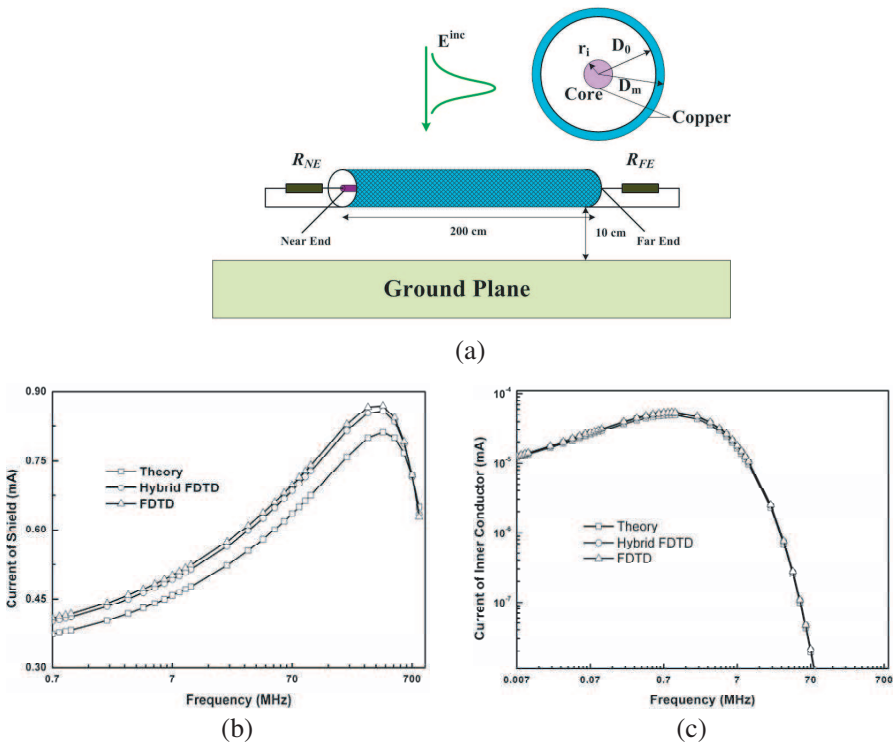 E^inc
r_i
D_0
D_m
Core
Copper
R_NE
R_FE
Near End
200 cm
10 cm
Far End
Ground Plane
(a)
0.90
0.75
0.60
0.45
0.30
Current of Shield (mA)
Theory
Hybrid FDTD
FDTD
0.7
7
70
700
Frequency (MHz)
(b)
10^-4
10^-5
10^-6
10^-7
Current of Inner Conductor (mA)
Theory
Hybrid FDTD
FDTD
0.007
0.07
0.7
7
70
700
Frequency (MHz)
(c)